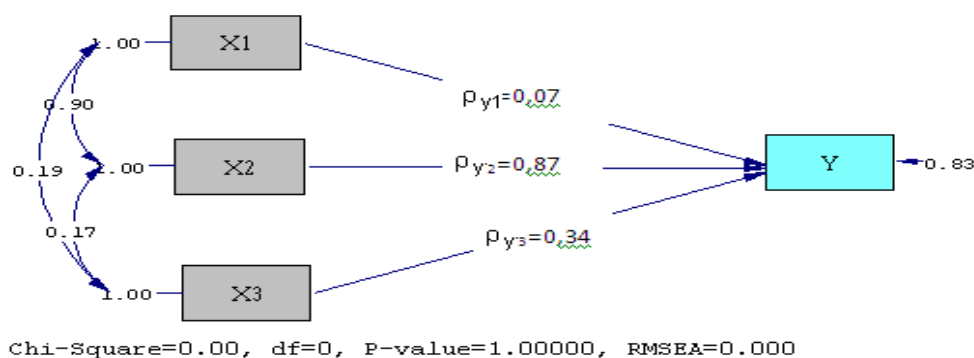 1.00
X1
0.90
ρy1=0,07
1.00
X2
ρy2=0,87
Y
0.83
0.19
0.17
ρy3=0,34
1.00
X3
Chi-Square=0.00, df=0, P-value=1.00000, RMSEA=0.000